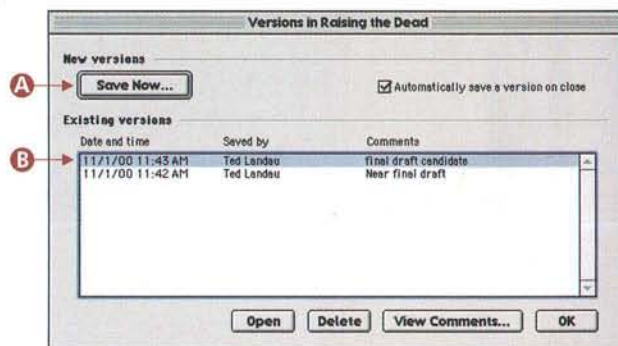 Versions in Raising the Dead
New versions
A
Save Now...
Automatically save a version on close
Existing versions
Date and time Saved by Comments
B
11/1/00 11:43 AM Ted Landau final draft candidate
11/1/00 11:42 AM Ted Landau Near final draft
Open Delete View Comments... OK